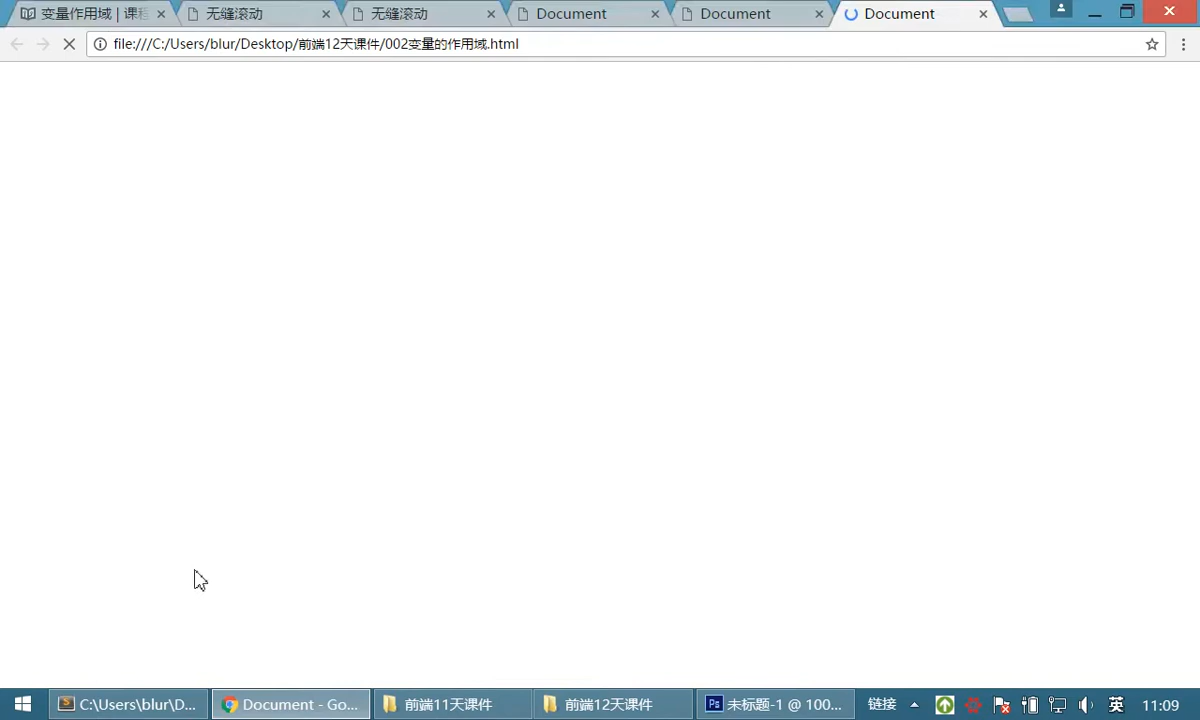 变量作用域 | 课程
无缝滚动
无缝滚动
Document
Document
Document
file:///C:/Users/blur/Desktop/前端12天课件/002变量的作用域.html
C:\Users\blur\D...
Document - Go...
前端11天课件
前端12天课件
Ps
未标题-1 @ 100...
链接
英
11:09